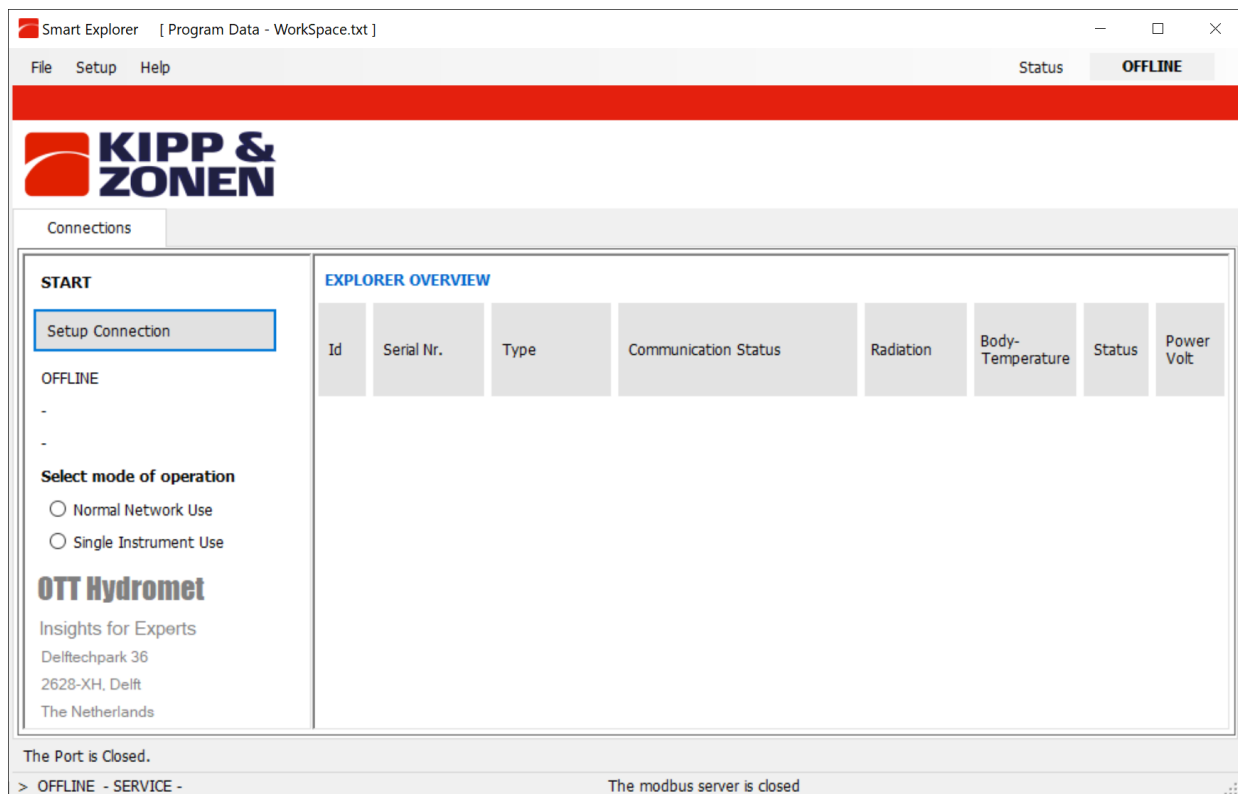 Smart Explorer [ Program Data - WorkSpace.txt ]
File Setup Help Status OFFLINE
KIPP &
ZONEN
Connections
START
Setup Connection
OFFLINE
-
-
Select mode of operation
Normal Network Use
Single Instrument Use
OTT Hydromet
Insights for Experts
Delftechpark 36
2628-XH, Delft
The Netherlands
EXPLORER OVERVIEW
Id Serial Nr. Type Communication Status Radiation Body-Temperature Status Power Volt
The Port is Closed.
> OFFLINE - SERVICE - The modbus server is closed